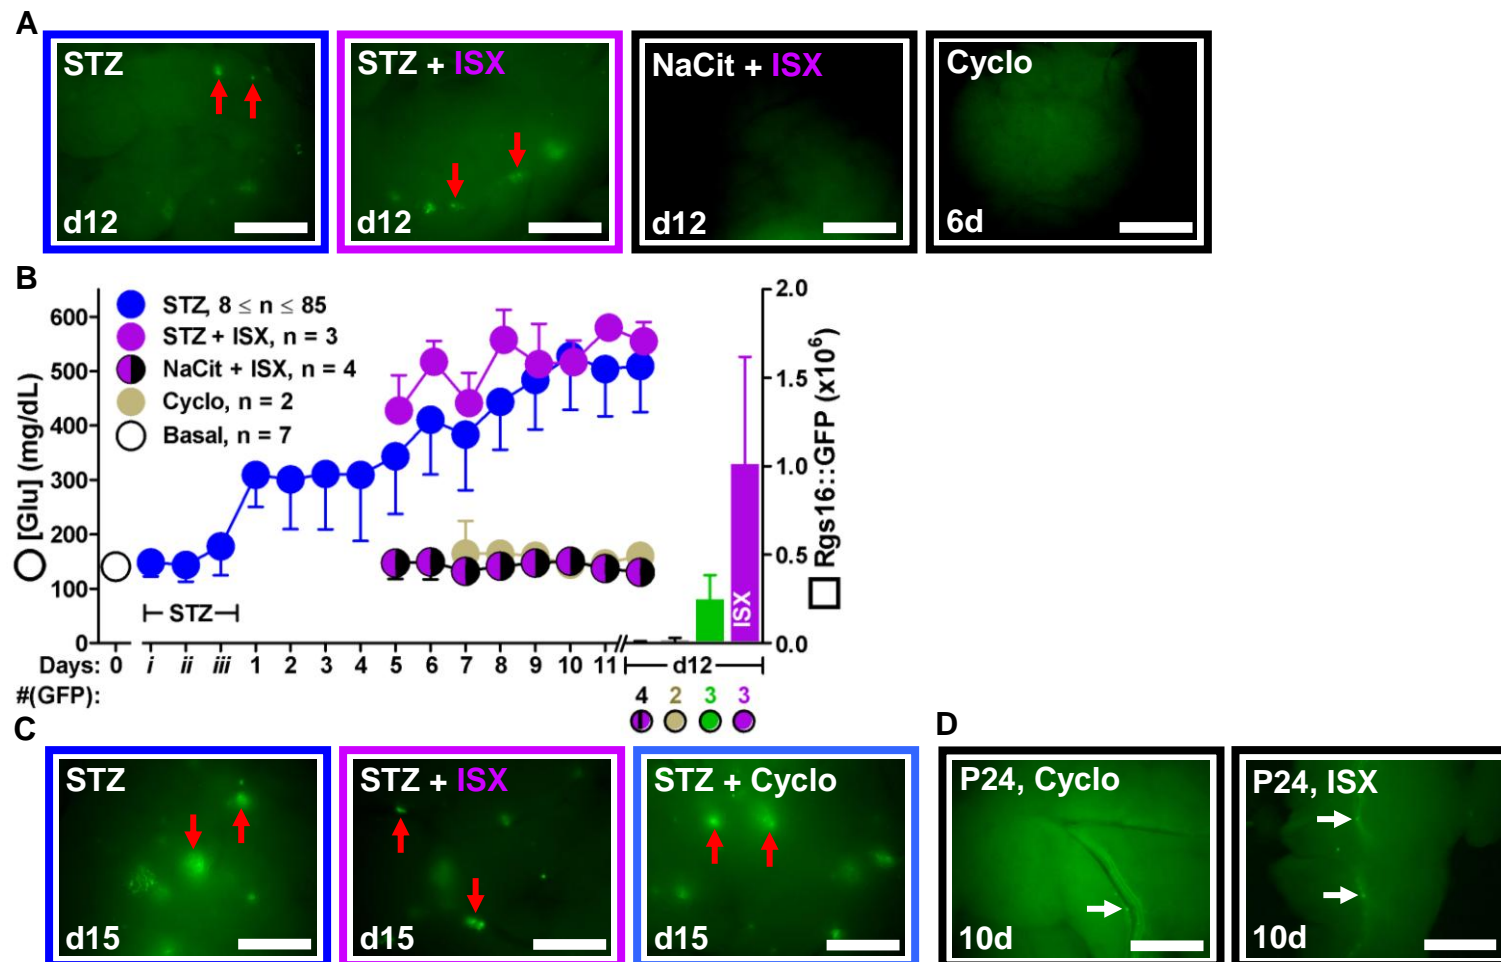 A
STZ
d12
STZ + ISX
d12
NaCit + ISX
d12
Cyclo
6d
B
[Glu] (mg/dL)
600
500
400
300
200
100
0
STZ, 8 ≤ n ≤ 85
STZ + ISX, n = 3
NaCit + ISX, n = 4
Cyclo, n = 2
Basal, n = 7
STZ
ISX
2.0
1.5
1.0
0.5
0.0
Rgs16::GFP (x10⁶)
Days: 0 i ii iii 1 2 3 4 5 6 7 8 9 10 11 d12
#(GFP): 4 2 3 3
C
STZ
d15
STZ + ISX
d15
STZ + Cyclo
d15
D
P24, Cyclo
10d
P24, ISX
10d